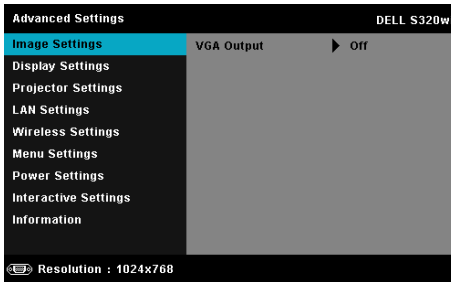 Advanced Settings DELL S320w
Image Settings VGA Output Off
Display Settings
Projector Settings
LAN Settings
Wireless Settings
Menu Settings
Power Settings
Interactive Settings
Information
Resolution : 1024x768